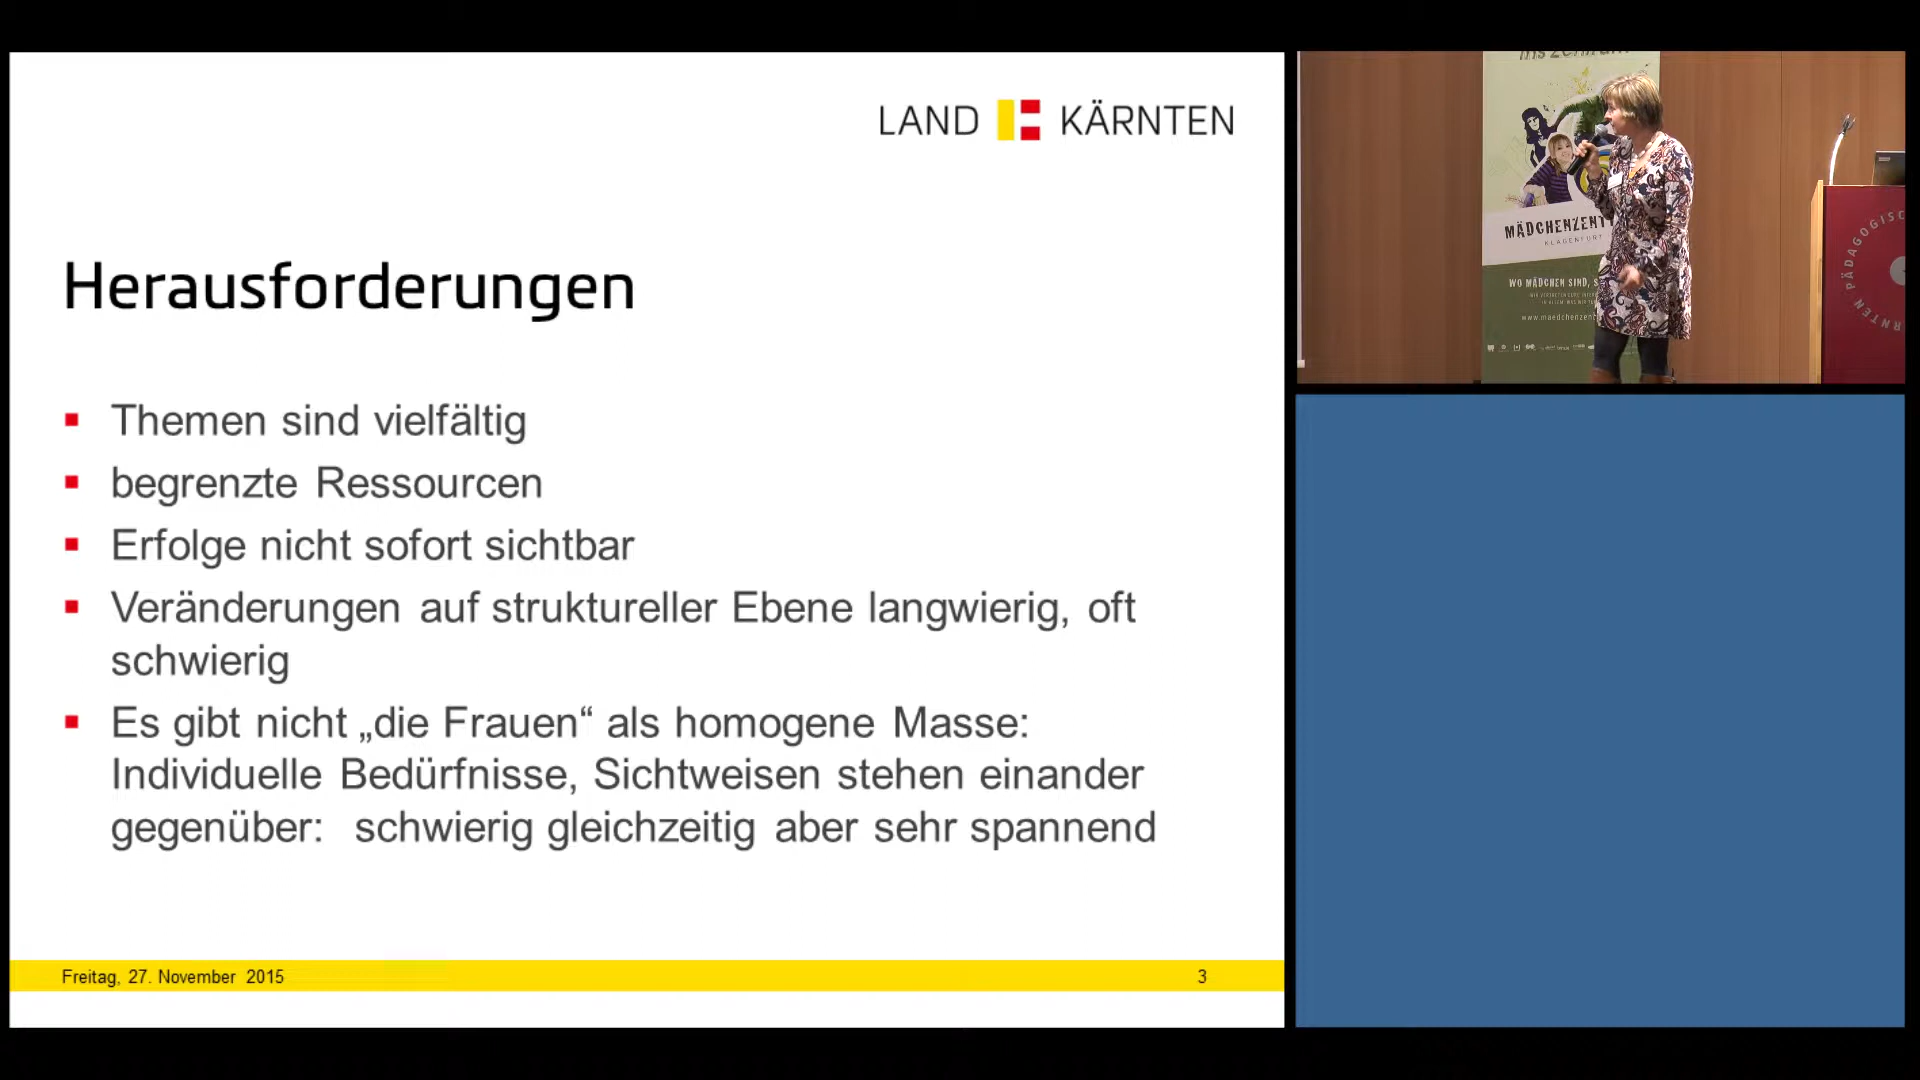 LAND KÄRNTEN
Herausforderungen
Themen sind vielfältig
begrenzte Ressourcen
Erfolge nicht sofort sichtbar
Veränderungen auf struktureller Ebene langwierig, oft
schwierig
Es gibt nicht „die Frauen“ als homogene Masse:
Individuelle Bedürfnisse, Sichtweisen stehen einander
gegenüber: schwierig gleichzeitig aber sehr spannend
Freitag, 27. November 2015
3
KLAGENFURT
WO MÄDCHEN SIND,